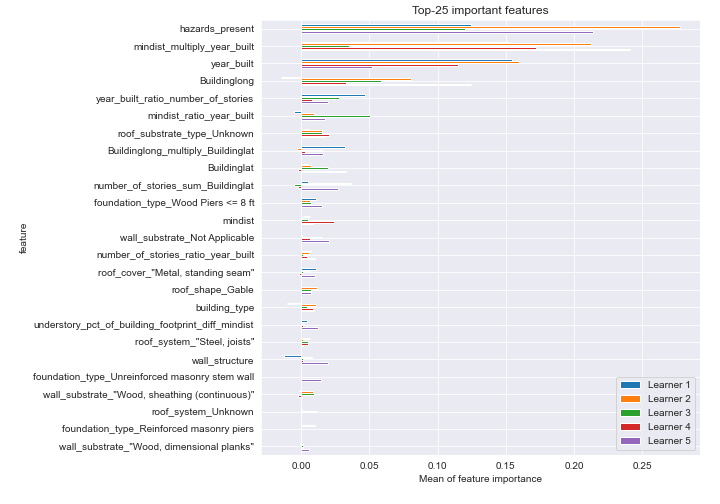 Top-25 important features
hazards_present
mindist_multiply_year_built
year_built
Buildinglong
year_built_ratio_number_of_stories
mindist_ratio_year_built
roof_substrate_type_Unknown
Buildinglong_multiply_Buildinglat
Buildinglat
number_of_stories_sum_Buildinglat
foundation_type_Wood Piers <= 8 ft
mindist
wall_substrate_Not Applicable
number_of_stories_ratio_year_built
roof_cover_"Metal, standing seam"
roof_shape_Gable
building_type
understory_pct_of_building_footprint_diff_mindist
roof_system_"Steel, joists"
wall_structure
foundation_type_Unreinforced masonry stem wall
wall_substrate_"Wood, sheathing (continuous)"
roof_system_Unknown
foundation_type_Reinforced masonry piers
wall_substrate_"Wood, dimensional planks"
feature
Learner 1
Learner 2
Learner 3
Learner 4
Learner 5
0.00 0.05 0.10 0.15 0.20 0.25
Mean of feature importance